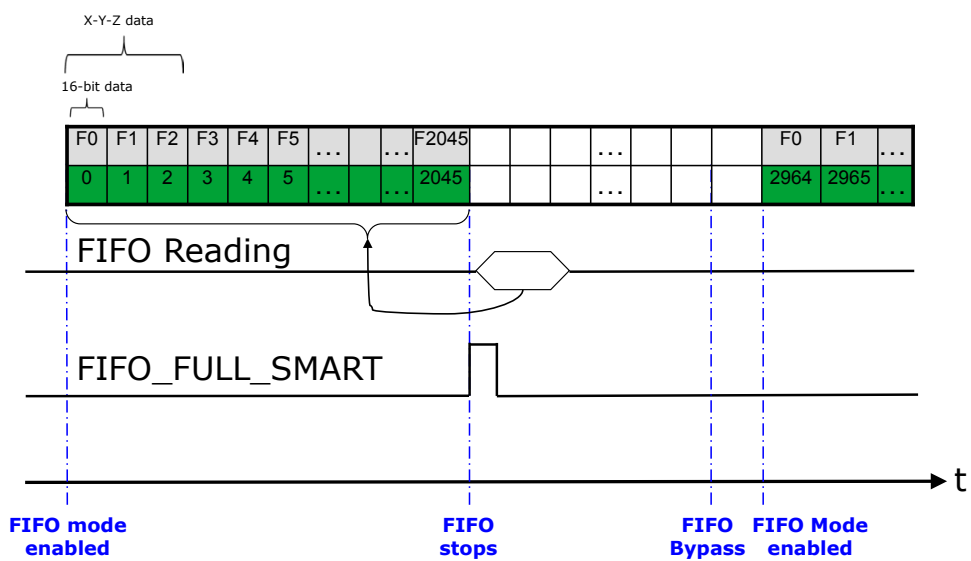 X-Y-Z data
16-bit data
F0 F1 F2 F3 F4 F5 ... ... F2045 ... F0 F1 ...
0 1 2 3 4 5 ... ... 2045 ... 2964 2965 ...
FIFO Reading
FIFO_FULL_SMART
t
FIFO mode
enabled
FIFO
stops
FIFO
Bypass
FIFO Mode
enabled